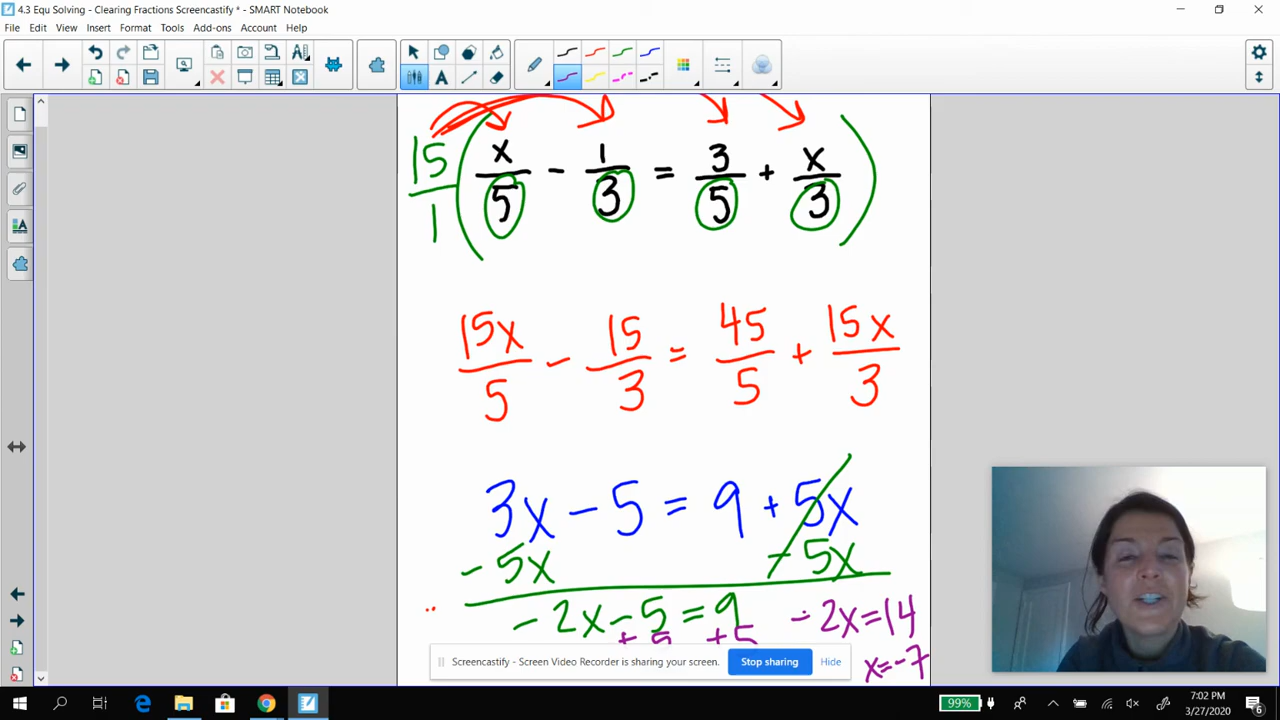 4.3 Equ Solving - Clearing Fractions Screencastify * - SMART Notebook
File Edit View Insert Format Tools Add-ons Account Help
15/1 ( x/5 - 1/3 = 3/5 + x/3 )
15x/5 - 15/3 = 45/5 + 15x/3
3x - 5 = 9 + 5x
- 5x - 5x
- 2x - 5 = 9
+5 +5
- 2x = 14
x = -7
Screencastify - Screen Video Recorder is sharing your screen. Stop sharing Hide
99%
7:02 PM
3/27/2020
6